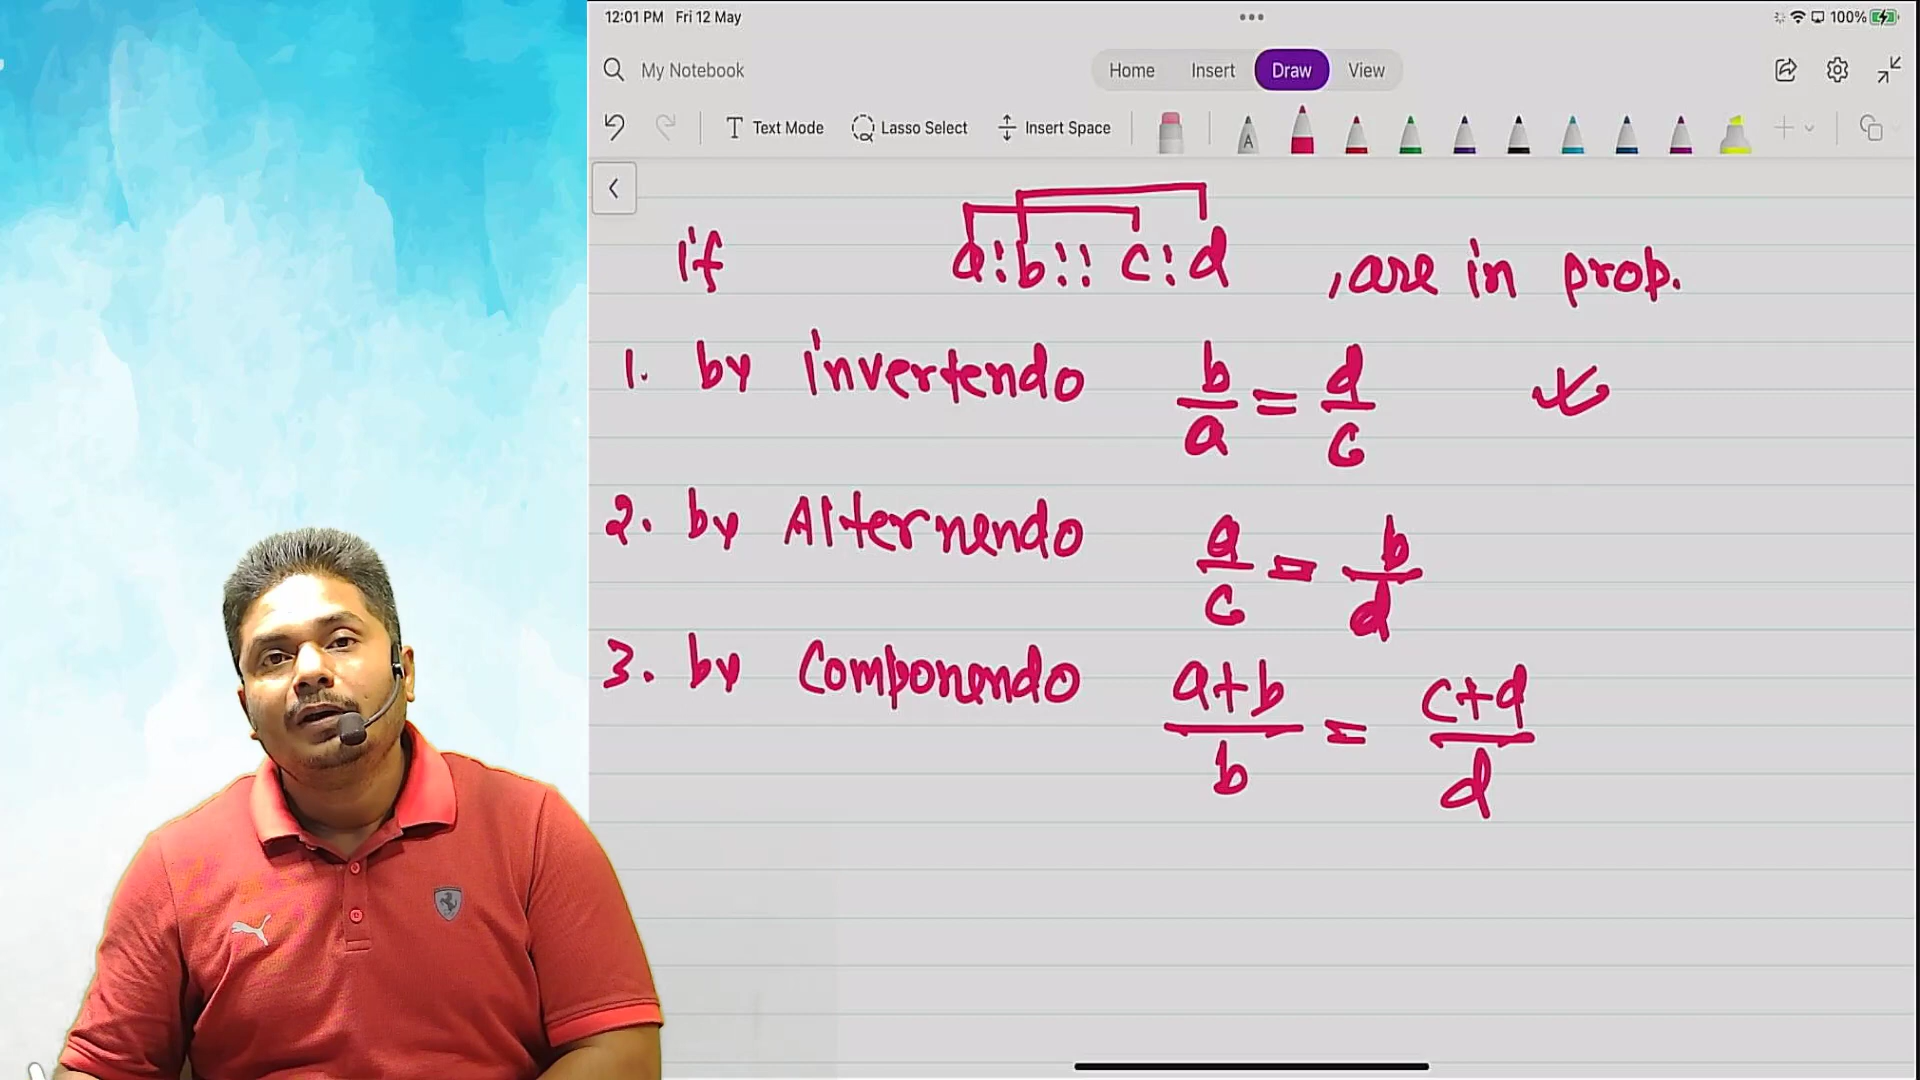 12:01 PM Fri 12 May
100%
My Notebook
Home Insert Draw View
Text Mode Lasso Select Insert Space
A
if a:b::c:d , are in prop.
1. by invertendo b/a = d/c
2. by Alternendo a/c = b/d
3. by Componendo a+b/b = c+d/d